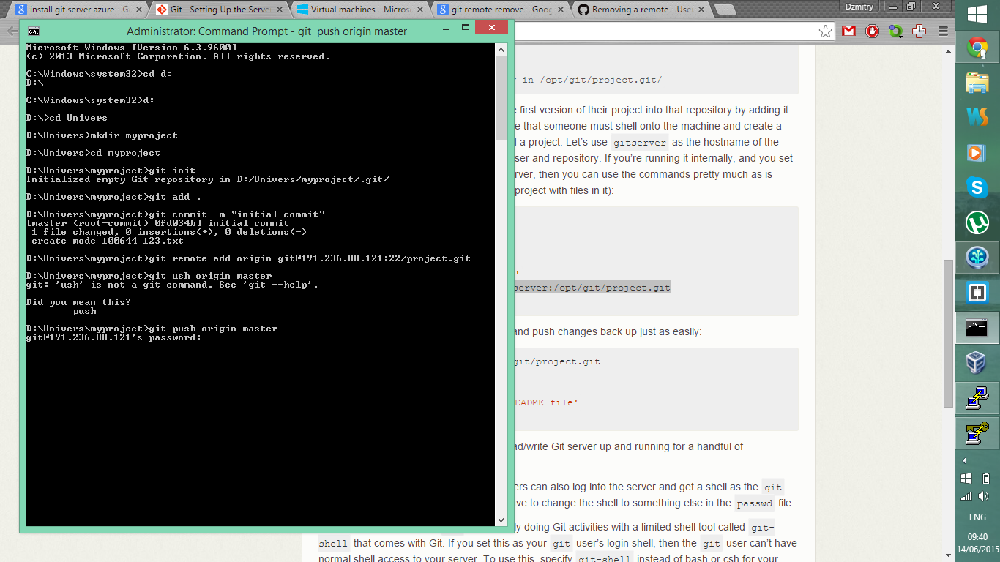 install git server azure - G
Git - Setting Up the Server
Virtual machines - Micros
git remote remove - Goog
Removing a remote - Use
Dzmitry
Administrator: Command Prompt - git  push origin master
Microsoft Windows [Version 6.3.9600]
(c) 2013 Microsoft Corporation. All rights reserved.
C:\Windows\system32>cd d:
D:\
C:\Windows\system32>d:
D:\>cd Univers
D:\Univers>mkdir myproject
D:\Univers>cd myproject
D:\Univers\myproject>git init
Initialized empty Git repository in D:/Univers/myproject/.git/
D:\Univers\myproject>git add .
D:\Univers\myproject>git commit -m "initial commit"
[master (root-commit) 0fd034b] initial commit
 1 file changed, 0 insertions(+), 0 deletions(-)
 create mode 100644 123.txt
D:\Univers\myproject>git remote add origin git@191.236.88.121:22/project.git
D:\Univers\myproject>git ush origin master
git: 'ush' is not a git command. See 'git --help'.
Did you mean this?
        push
D:\Univers\myproject>git push origin master
git@191.236.88.121's password:
in /opt/git/project.git/
first version of their project into that repository by adding it
e that someone must shell onto the machine and create a
d a project. Let's use gitserver as the hostname of the
ser and repository. If you're running it internally, and you set
rver, then you can use the commands pretty much as is
project with files in it):
'
server:/opt/git/project.git
and push changes back up just as easily:
git/project.git
EADME file'
ad/write Git server up and running for a handful of
ers can also log into the server and get a shell as the git
ave to change the shell to something else in the passwd file.
ly doing Git activities with a limited shell tool called git-
shell that comes with Git. If you set this as your git user's login shell, then the git user can't have
normal shell access to your server. To use this, specify git-shell instead of bash or csh for your
ENG
09:40
14/06/2015